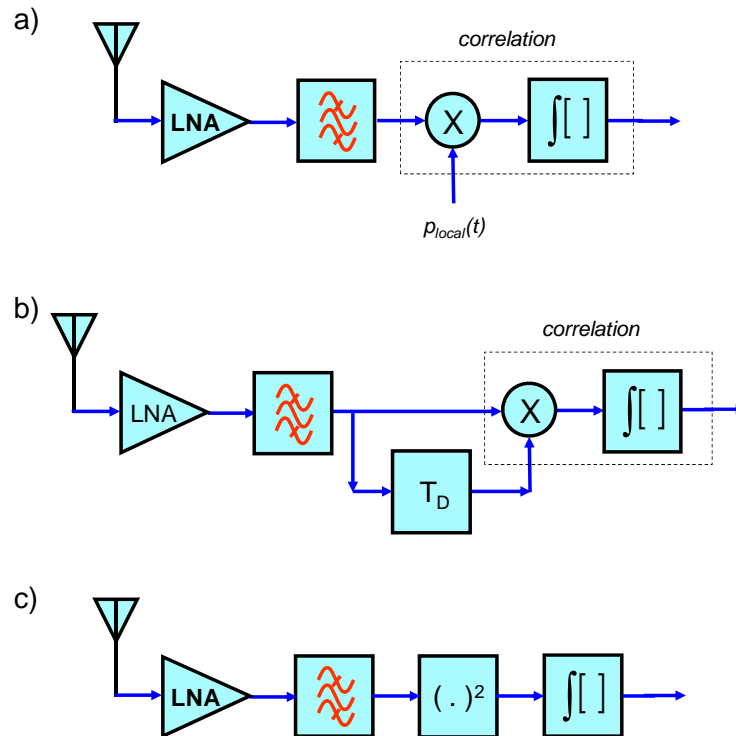 a)
correlation
LNA
X
∫[ ]
p_local(t)
b)
correlation
LNA
X
∫[ ]
T_D
c)
LNA
( . )²
∫[ ]